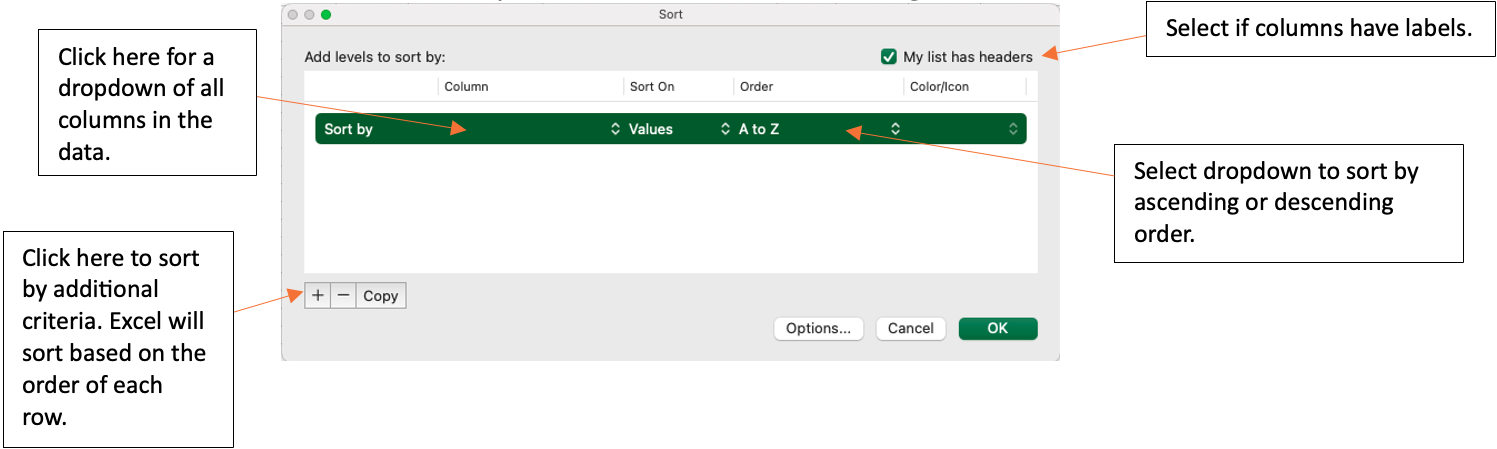 Sort
Select if columns have labels.
Click here for a
dropdown of all
columns in the
data.
Add levels to sort by:
My list has headers
Column Sort On Order Color/Icon
Sort by Values A to Z
Select dropdown to sort by
ascending or descending
order.
Click here to sort
by additional
criteria. Excel will
sort based on the
order of each
row.
+ − Copy
Options... Cancel OK